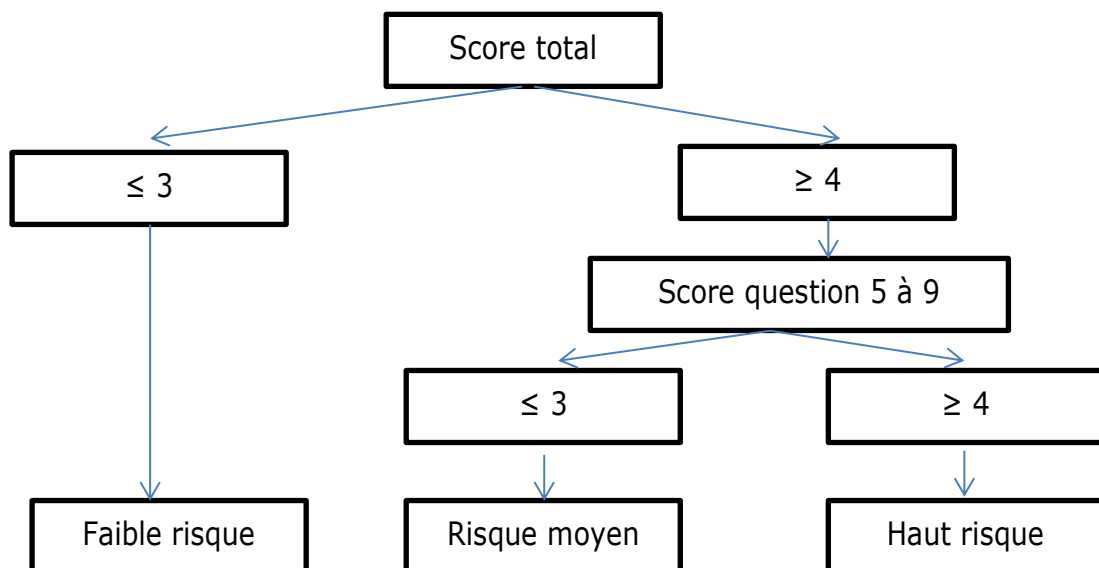 Score total
≤ 3
≥ 4
Score question 5 à 9
≤ 3
≥ 4
Faible risque
Risque moyen
Haut risque